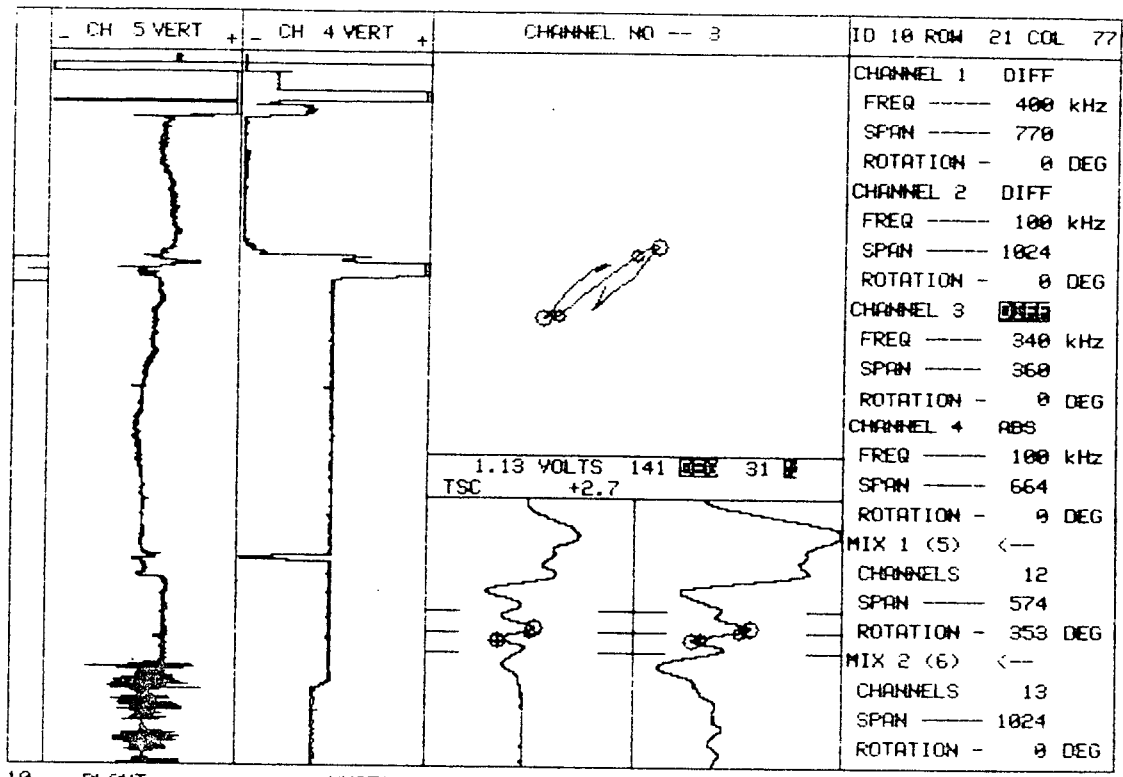 _ CH 5 VERT +
_ CH 4 VERT +
CHANNEL NO -- 3
ID 10 ROW 21 COL 77
CHANNEL 1 DIFF
FREQ ----- 400 kHz
SPAN ----- 770
ROTATION - 0 DEG
CHANNEL 2 DIFF
FREQ ----- 100 kHz
SPAN ----- 1024
ROTATION - 0 DEG
CHANNEL 3 DIFF
FREQ ----- 340 kHz
SPAN ----- 360
ROTATION - 0 DEG
CHANNEL 4 ABS
FREQ ----- 100 kHz
SPAN ----- 664
ROTATION - 0 DEG
MIX 1 (5) <--
CHANNELS 12
SPAN ----- 574
ROTATION - 353 DEG
MIX 2 (6) <--
CHANNELS 13
SPAN ----- 1024
ROTATION - 0 DEG
1.13 VOLTS 141 DEG 31
TSC +2.7